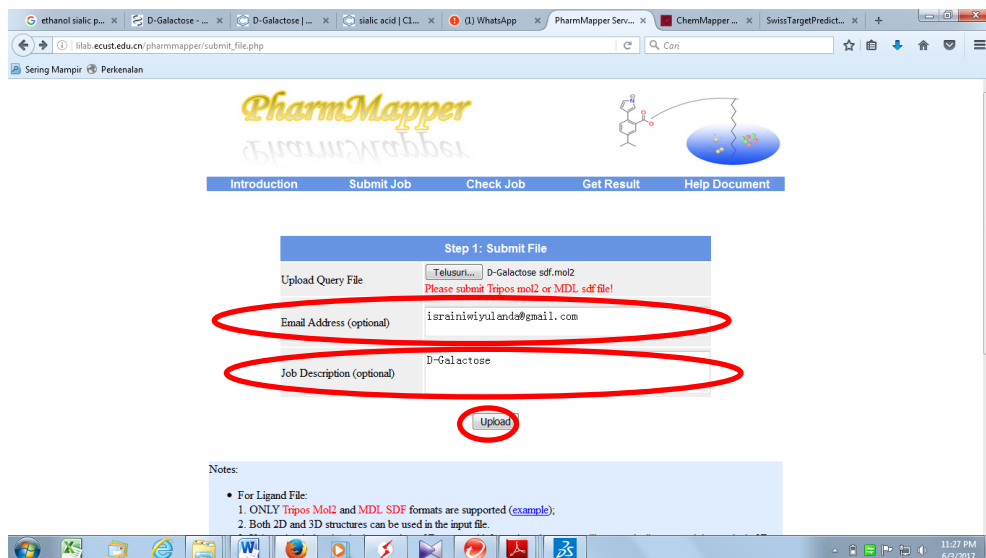 ethanol sialic p...
D-Galactose - ...
D-Galactose | ...
sialic acid | C1...
(1) WhatsApp
PharmMapper Serv...
ChemMapper ...
SwissTargetPredict...
lilab.ecust.edu.cn/pharmmapper/submit_file.php
Cari
Sering Mampir
Perkenalan
PharmMapper
Introduction
Submit Job
Check Job
Get Result
Help Document
Step 1: Submit File
Upload Query File
Telusuri... D-Galactose sdf.mol2
Please submit Tripos mol2 or MDL sdf file!
Email Address (optional)
israiniwiyulanda@gmail.com
Job Description (optional)
D-Galactose
Upload
Notes:
For Ligand File:
1. ONLY Tripos Mol2 and MDL SDF formats are supported (example);
2. Both 2D and 3D structures can be used in the input file.
11:27 PM
6/3/2017